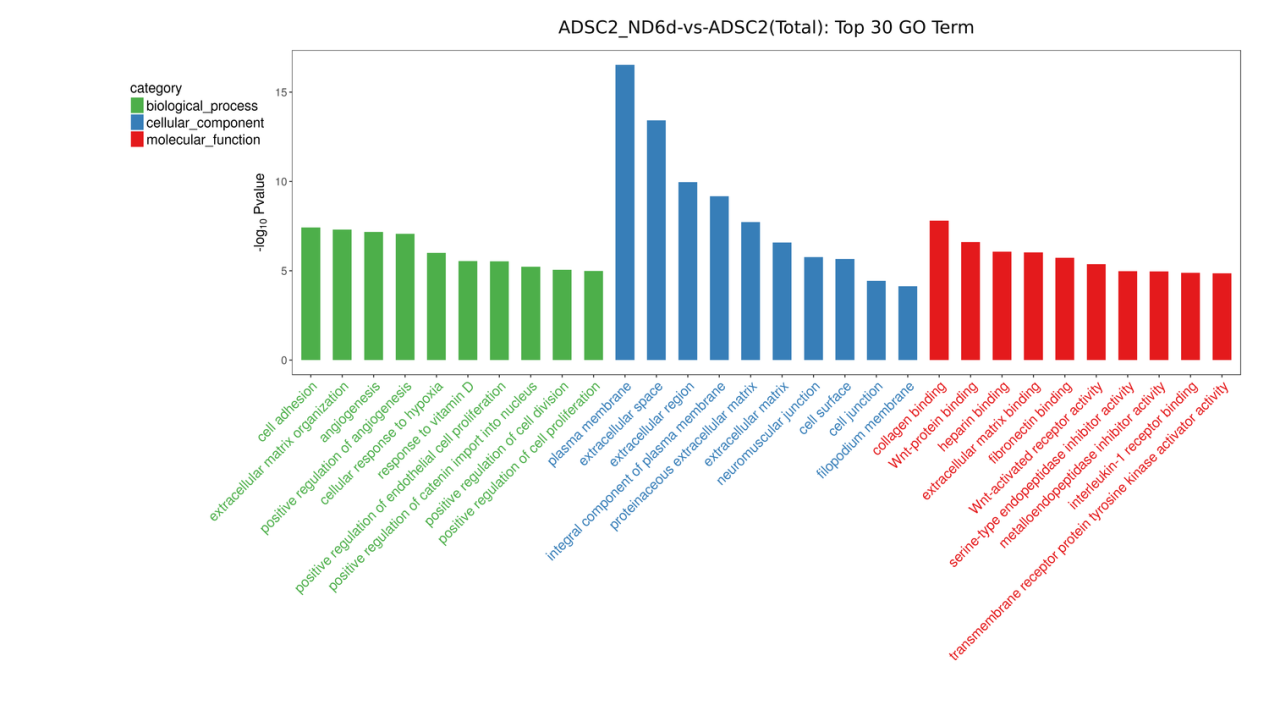 ADSC2_ND6d-vs-ADSC2(Total): Top 30 GO Term
category
biological_process
cellular_component
molecular_function
-log10 Pvalue
15
10
5
0
cell adhesion
extracellular matrix organization
angiogenesis
positive regulation of angiogenesis
cellular response to hypoxia
response to vitamin D
positive regulation of endothelial cell proliferation
positive regulation of catenin import into nucleus
positive regulation of cell division
positive regulation of cell proliferation
plasma membrane
extracellular space
extracellular region
integral component of plasma membrane
proteinaceous extracellular matrix
extracellular matrix
neuromuscular junction
cell surface
cell junction
filopodium membrane
collagen binding
Wnt-protein binding
heparin binding
extracellular matrix binding
fibronectin binding
Wnt-activated receptor activity
serine-type endopeptidase inhibitor activity
metalloendopeptidase inhibitor activity
interleukin-1 receptor binding
transmembrane receptor protein tyrosine kinase activator activity